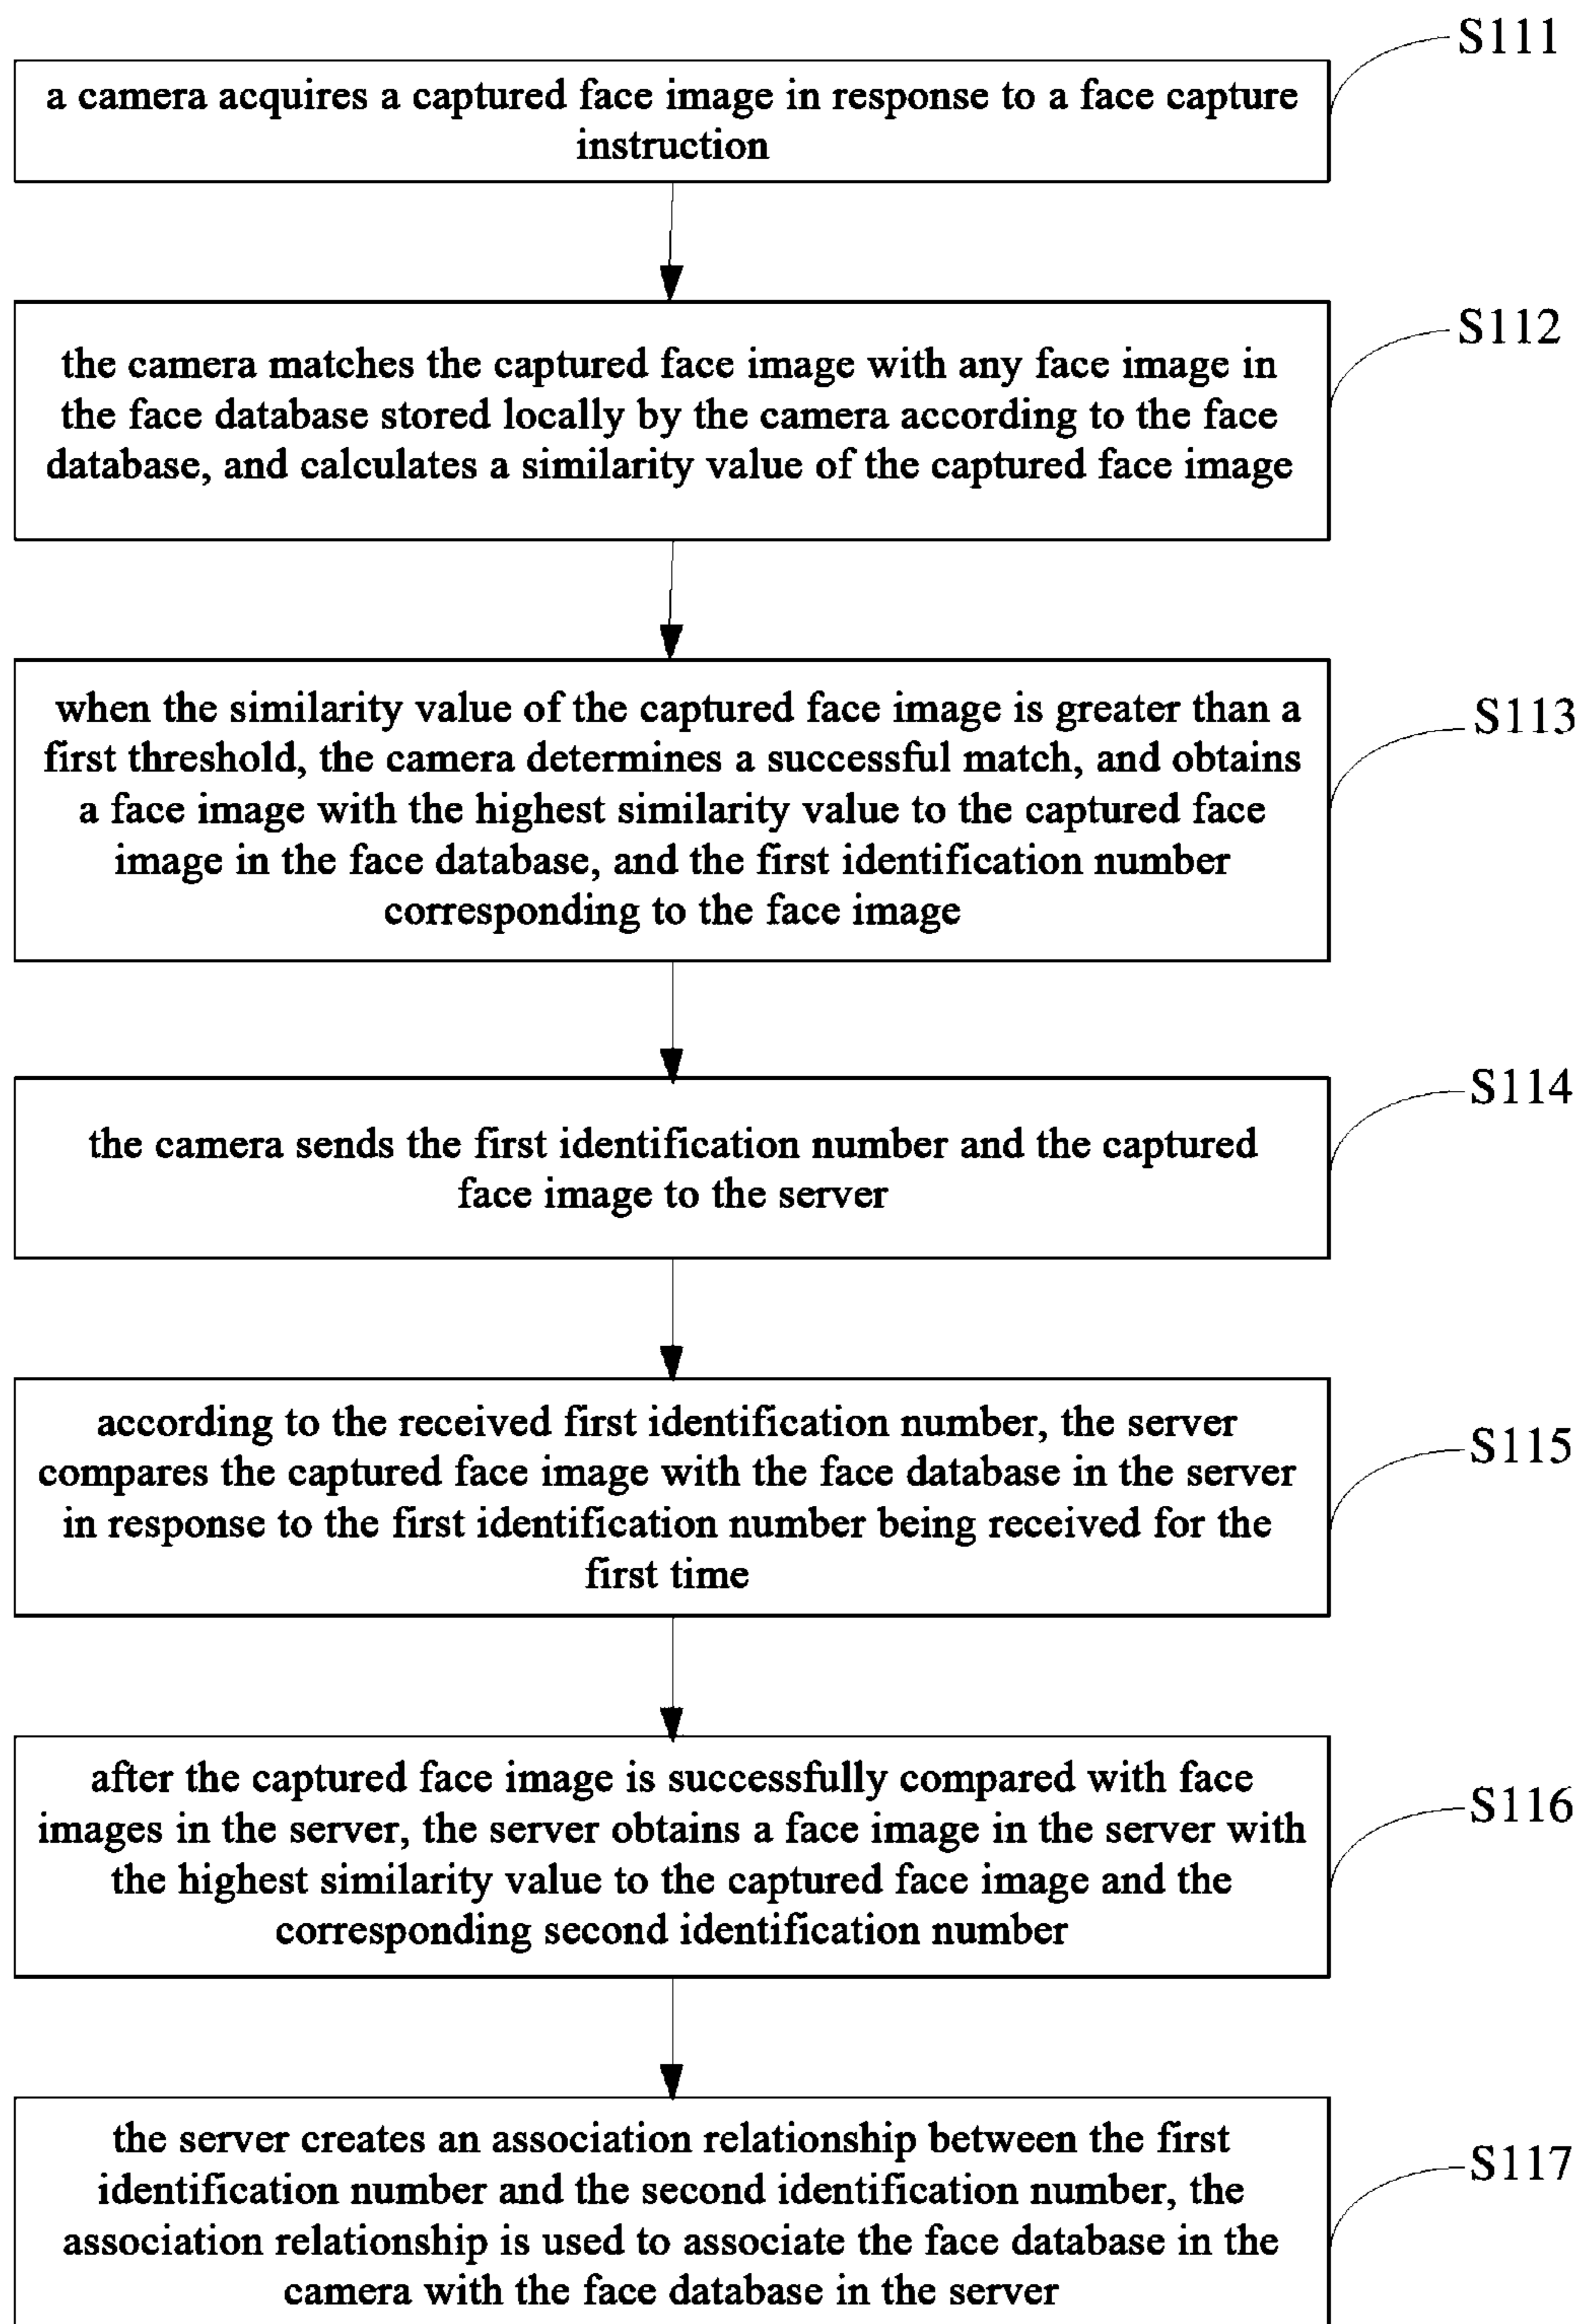 S111
a camera acquires a captured face image in response to a face capture
instruction
S112
the camera matches the captured face image with any face image in
the face database stored locally by the camera according to the face
database, and calculates a similarity value of the captured face image
S113
when the similarity value of the captured face image is greater than a
first threshold, the camera determines a successful match, and obtains
a face image with the highest similarity value to the captured face
image in the face database, and the first identification number
corresponding to the face image
S114
the camera sends the first identification number and the captured
face image to the server
S115
according to the received first identification number, the server
compares the captured face image with the face database in the server
in response to the first identification number being received for the
first time
S116
after the captured face image is successfully compared with face
images in the server, the server obtains a face image in the server with
the highest similarity value to the captured face image and the
corresponding second identification number
S117
the server creates an association relationship between the first
identification number and the second identification number, the
association relationship is used to associate the face database in the
camera with the face database in the server